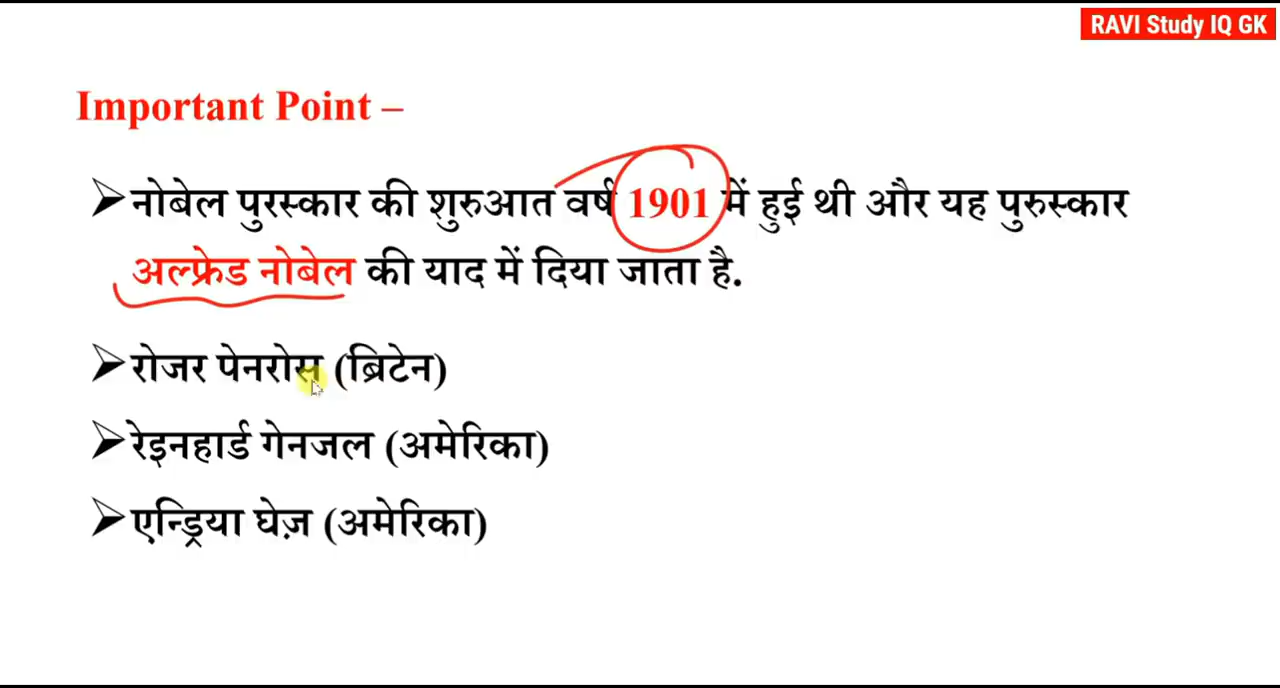 RAVI Study IQ GK
Important Point –
➢ नोबेल पुरस्कार की शुरुआत वर्ष 1901 में हुई थी और यह पुरुस्कार
अल्फ्रेड नोबेल की याद में दिया जाता है.
➢ रोजर पेनरोस (ब्रिटेन)
➢ रेइनहार्ड गेनजल (अमेरिका)
➢ एन्ड्रिया घेज़ (अमेरिका)